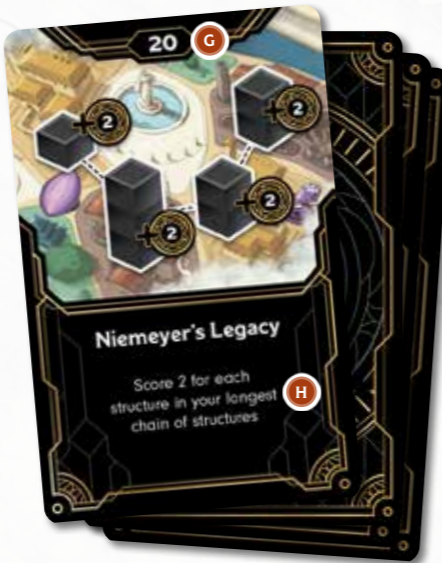 20 G
+2
+2
+2
+2
Niemeyer's Legacy
Score 2 for each
structure in your longest H
chain of structures